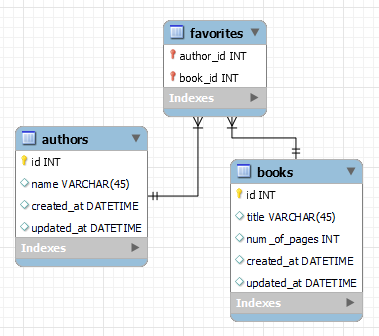 favorites
author_id INT
book_id INT
Indexes
authors
id INT
name VARCHAR(45)
created_at DATETIME
updated_at DATETIME
Indexes
books
id INT
title VARCHAR(45)
num_of_pages INT
created_at DATETIME
updated_at DATETIME
Indexes